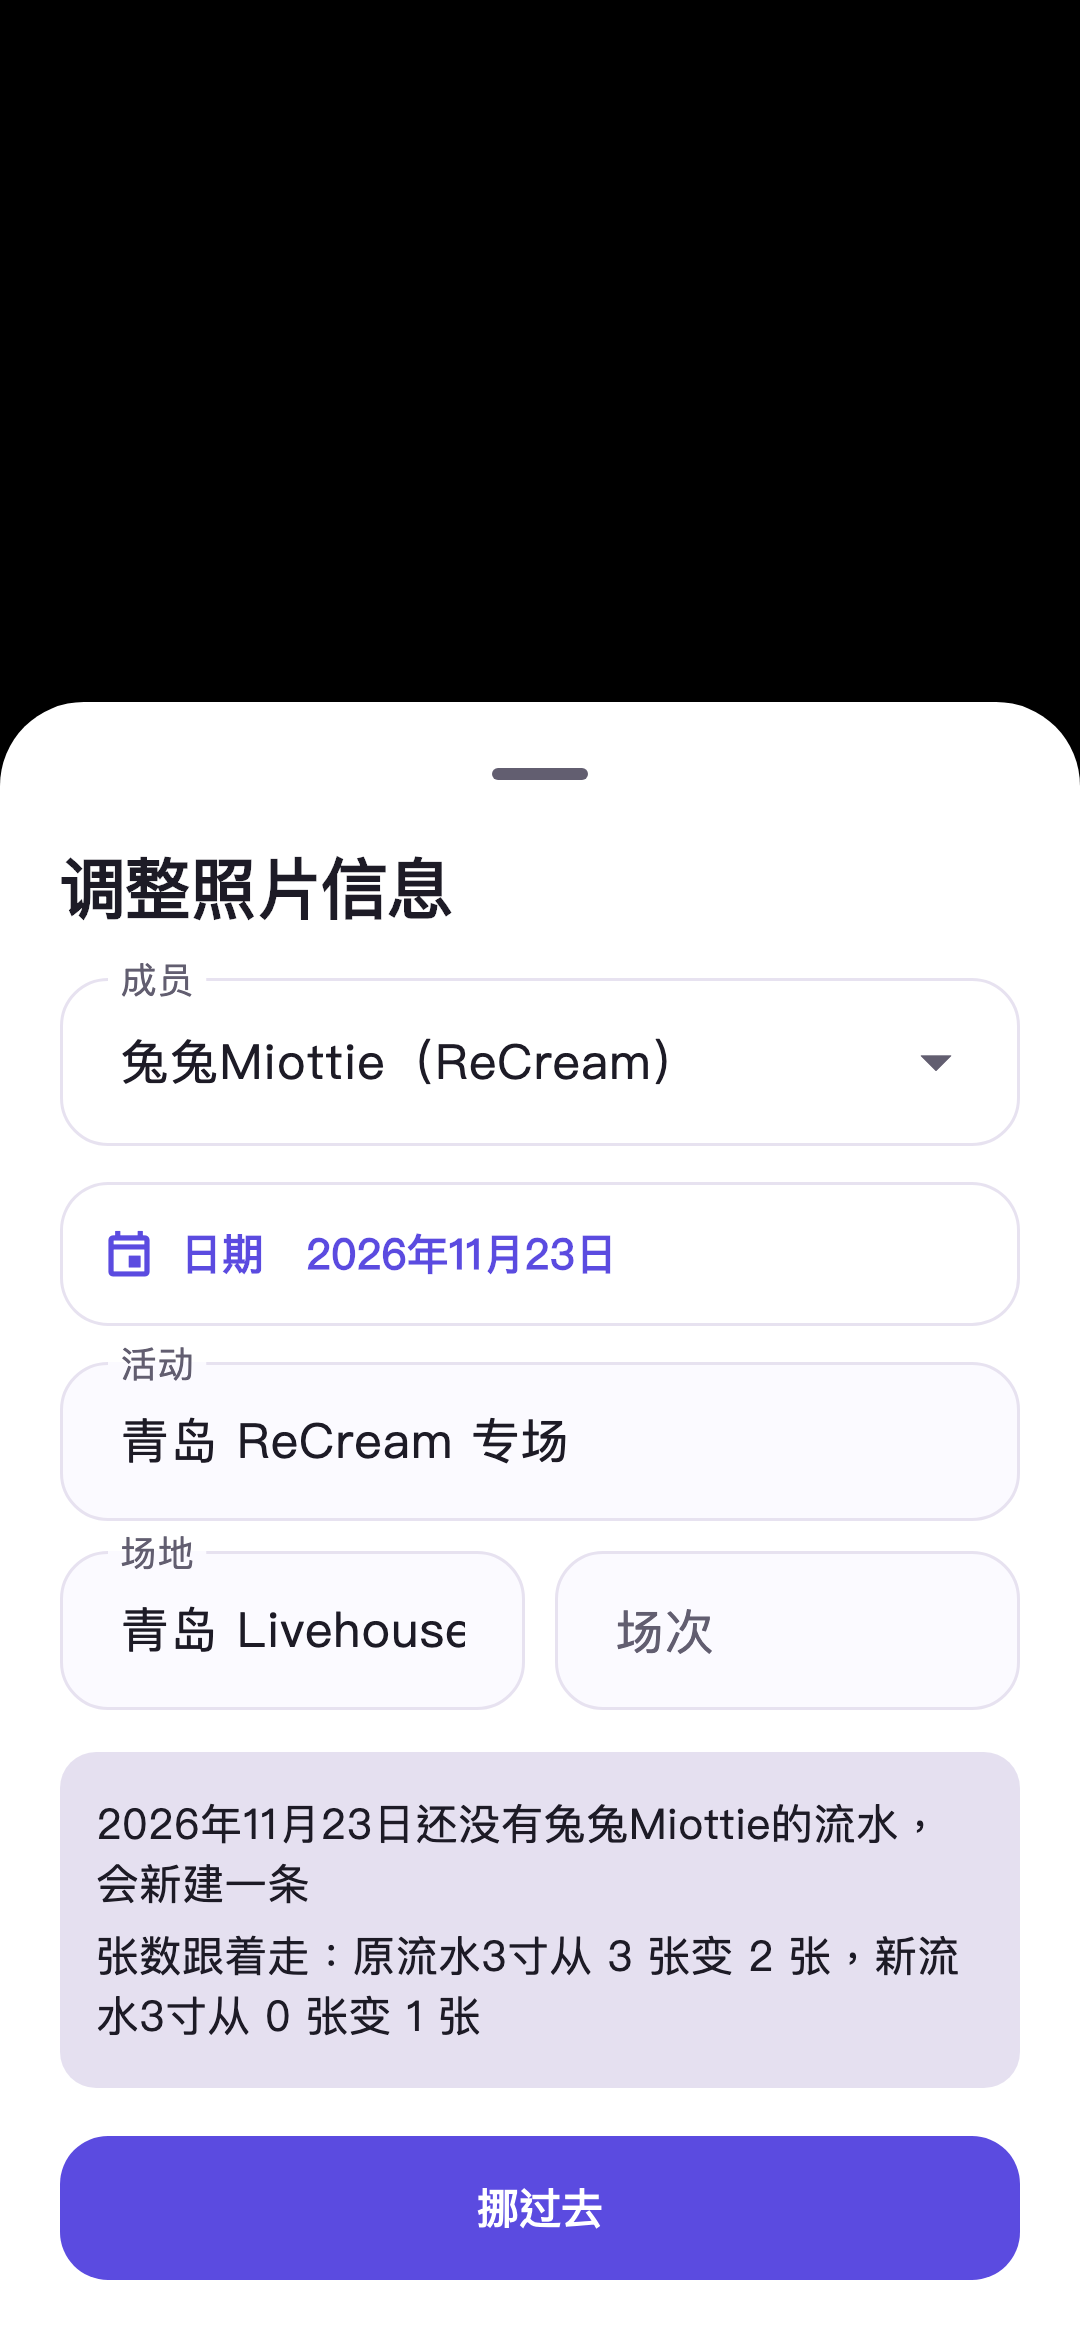 调整照片信息
成员
兔兔Miottie（ReCream）
日期 2026年11月23日
活动
青岛 ReCream 专场
场地
青岛 Livehouse
场次
2026年11月23日还没有兔兔Miottie的流水，
会新建一条
张数跟着走：原流水3寸从 3 张变 2 张，新流
水3寸从 0 张变 1 张
挪过去